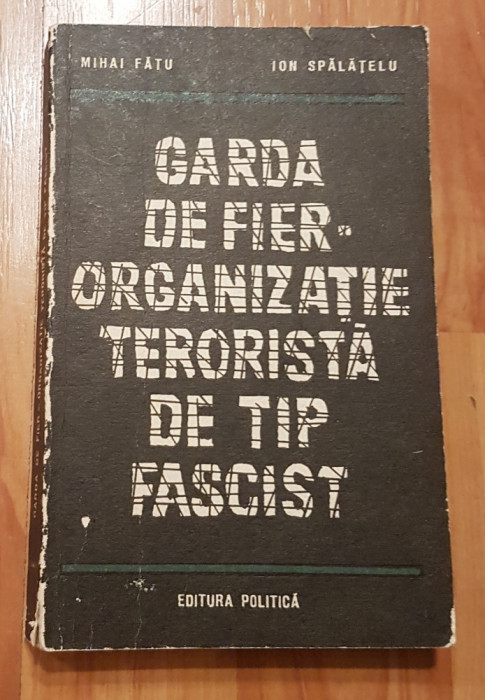 MIHAI FĂTU
ION SPĂLĂȚELU
GARDA
DE FIER-
ORGANIZAȚIE
TERORISTĂ
DE TIP
FASCIST
EDITURA POLITICĂ